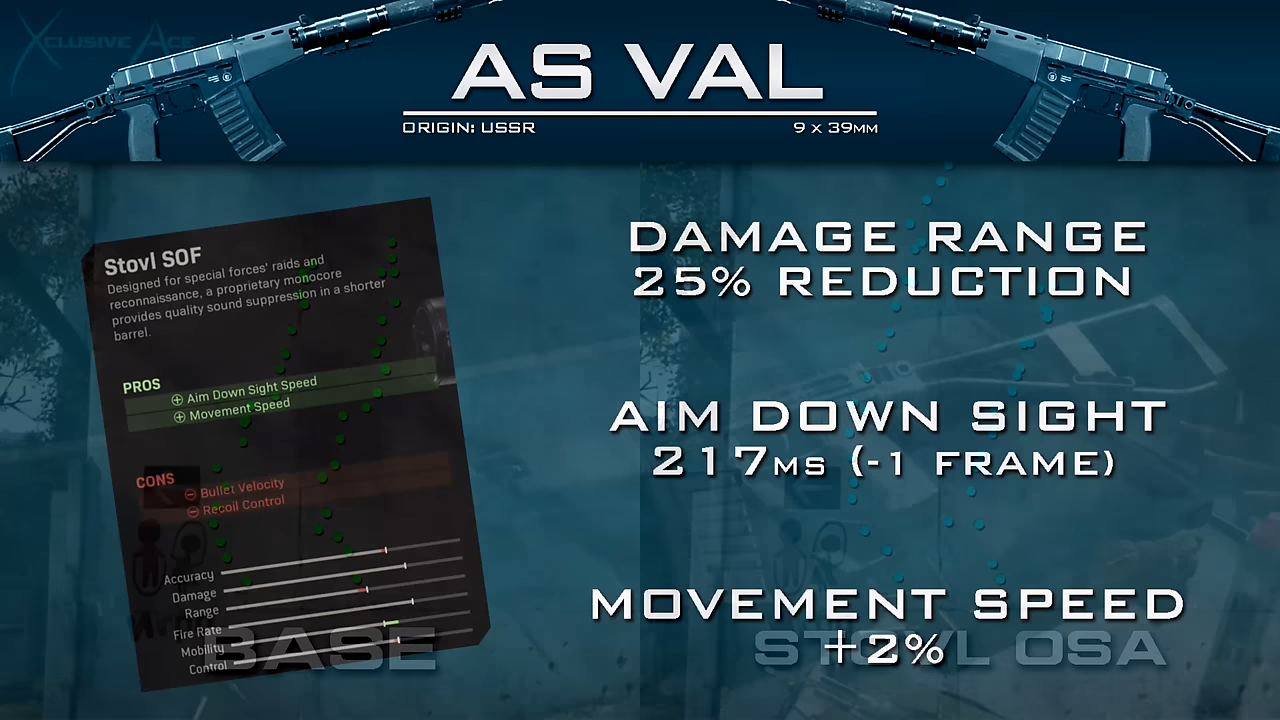 Xclusive Ace
AS VAL
ORIGIN: USSR
9 x 39MM
Stovl SOF
Designed for special forces' raids and
reconnaissance, a proprietary monocore
provides quality sound suppression in a shorter
barrel.
PROS
Aim Down Sight Speed
Movement Speed
CONS
Bullet Velocity
Recoil Control
Accuracy
Damage
Range
Fire Rate
Mobility
Control
BASE
DAMAGE RANGE
25% REDUCTION
AIM DOWN SIGHT
217MS (-1 FRAME)
MOVEMENT SPEED
+2%
STOVL OSA